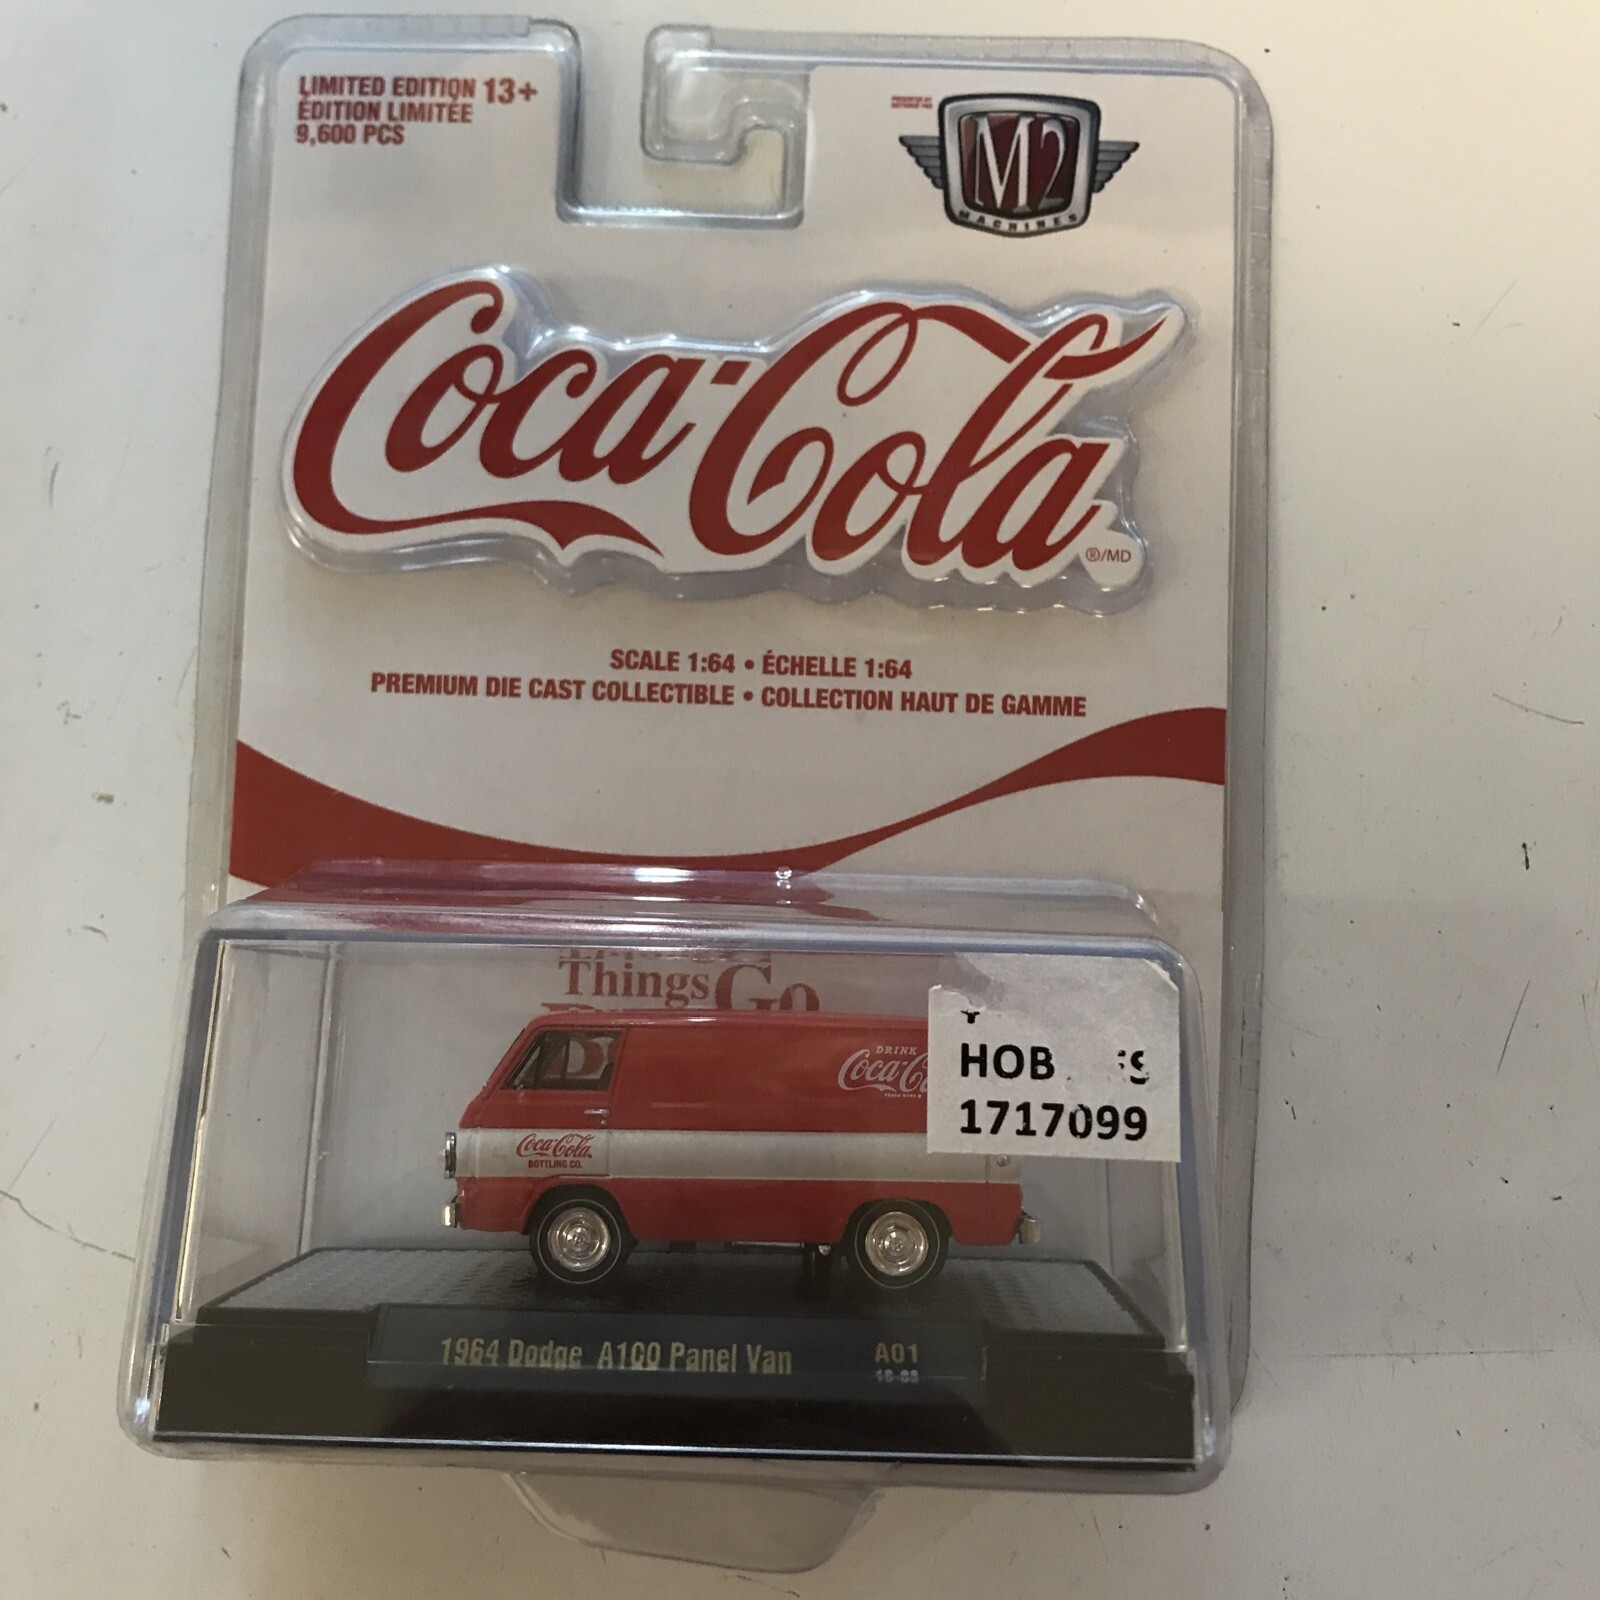 LIMITED EDITION 13+
ÉDITION LIMITÉE
9,600 PCS
M2
MACHINES
Coca-Cola
®/MD
SCALE 1:64 • ÉCHELLE 1:64
PREMIUM DIE CAST COLLECTIBLE • COLLECTION HAUT DE GAMME
Things Go
DRINK
Coca-C
HOB
1717099
Coca-Cola
BOTTLING CO.
1964 Dodge A100 Panel Van A01